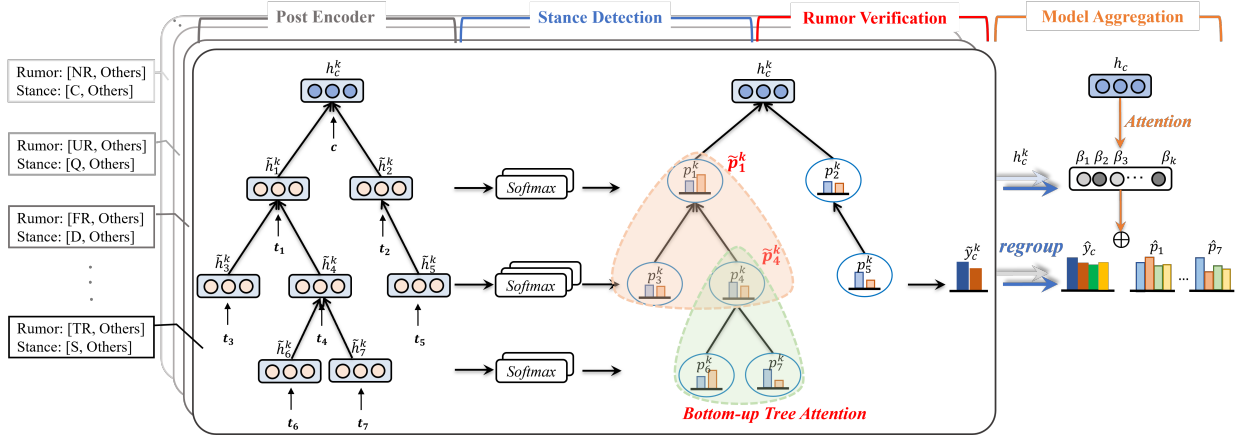 Post Encoder
Stance Detection
Rumor Verification
Model Aggregation
Rumor: [NR, Others]
Stance: [C, Others]
Rumor: [UR, Others]
Stance: [Q, Others]
Rumor: [FR, Others]
Stance: [D, Others]
Rumor: [TR, Others]
Stance: [S, Others]
h_c^k
c
h̃_1^k
h̃_2^k
t_1
t_2
h̃_3^k
h̃_4^k
h̃_5^k
t_3
t_4
t_5
h̃_6^k
h̃_7^k
t_6
t_7
Softmax
Softmax
Softmax
h_c^k
p_1^k
p̃_1^k
p_2^k
p_3^k
p_4^k
p̃_4^k
p_5^k
p_6^k
p_7^k
Bottom-up Tree Attention
ỹ_c^k
h_c^k
regroup
h_c
Attention
β_1 β_2 β_3 ... β_k
ŷ_c
p̂_1
...
p̂_7